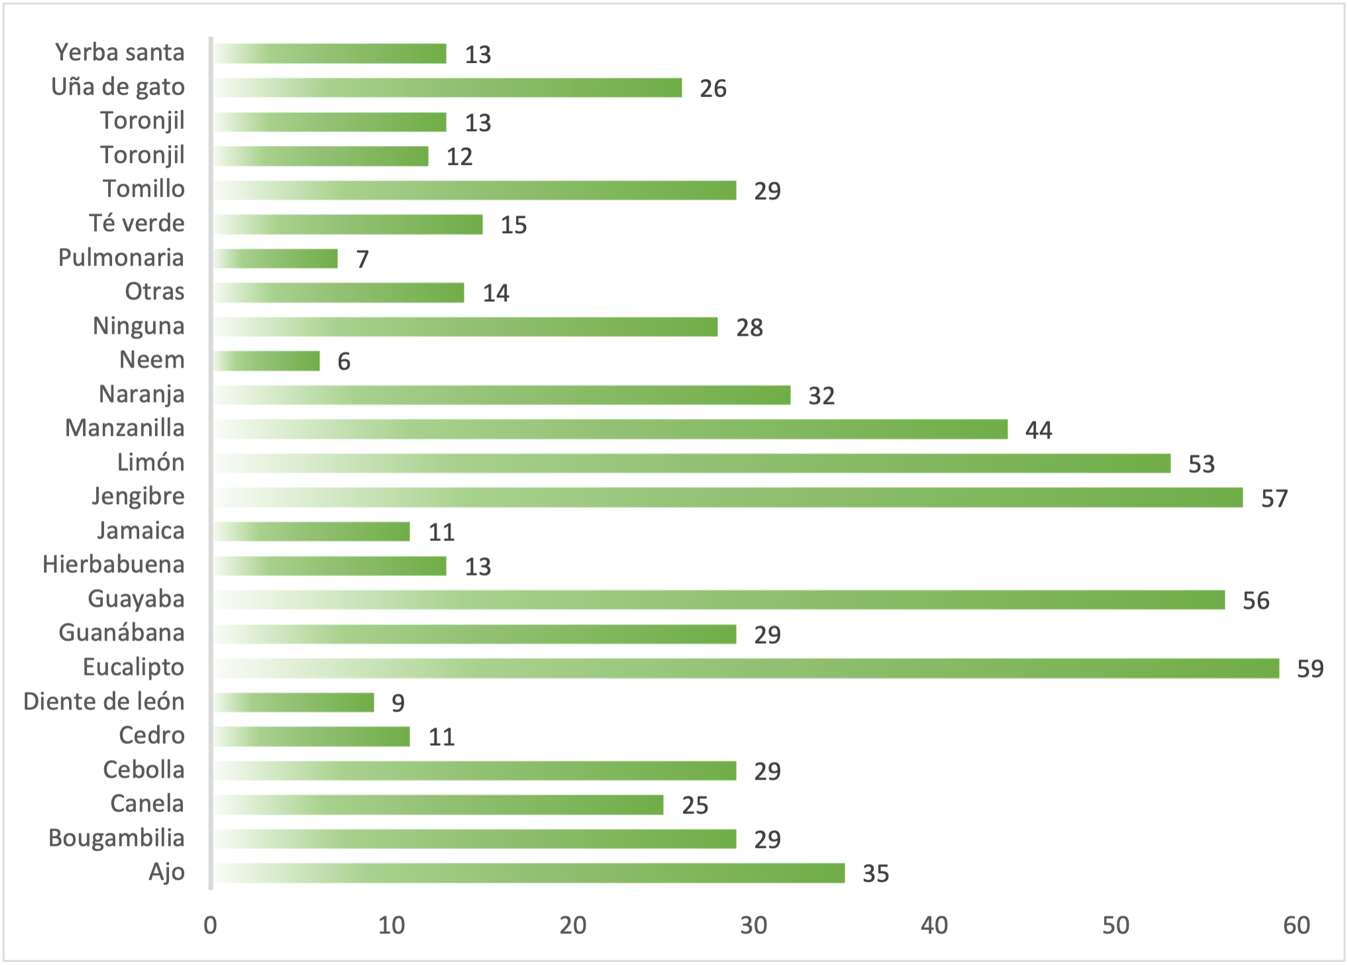 Yerba santa 13
Uña de gato 26
Toronjil 13
Toronjil 12
Tomillo 29
Té verde 15
Pulmonaria 7
Otras 14
Ninguna 28
Neem 6
Naranja 32
Manzanilla 44
Limón 53
Jengibre 57
Jamaica 11
Hierbabuena 13
Guayaba 56
Guanábana 29
Eucalipto 59
Diente de león 9
Cedro 11
Cebolla 29
Canela 25
Bougambilia 29
Ajo 35
0 10 20 30 40 50 60